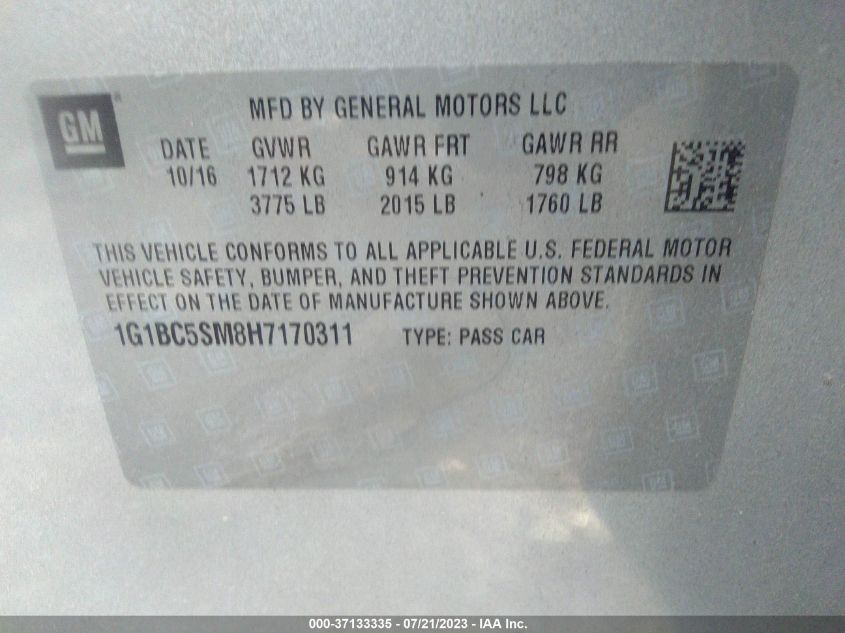 GM
MFD BY GENERAL MOTORS LLC
DATE GVWR GAWR FRT GAWR RR
10/16 1712 KG 914 KG 798 KG
3775 LB 2015 LB 1760 LB
THIS VEHICLE CONFORMS TO ALL APPLICABLE U.S. FEDERAL MOTOR
VEHICLE SAFETY, BUMPER, AND THEFT PREVENTION STANDARDS IN
EFFECT ON THE DATE OF MANUFACTURE SHOWN ABOVE.
1G1BC5SM8H7170311 TYPE: PASS CAR
000-37133335 - 07/21/2023 - IAA Inc.